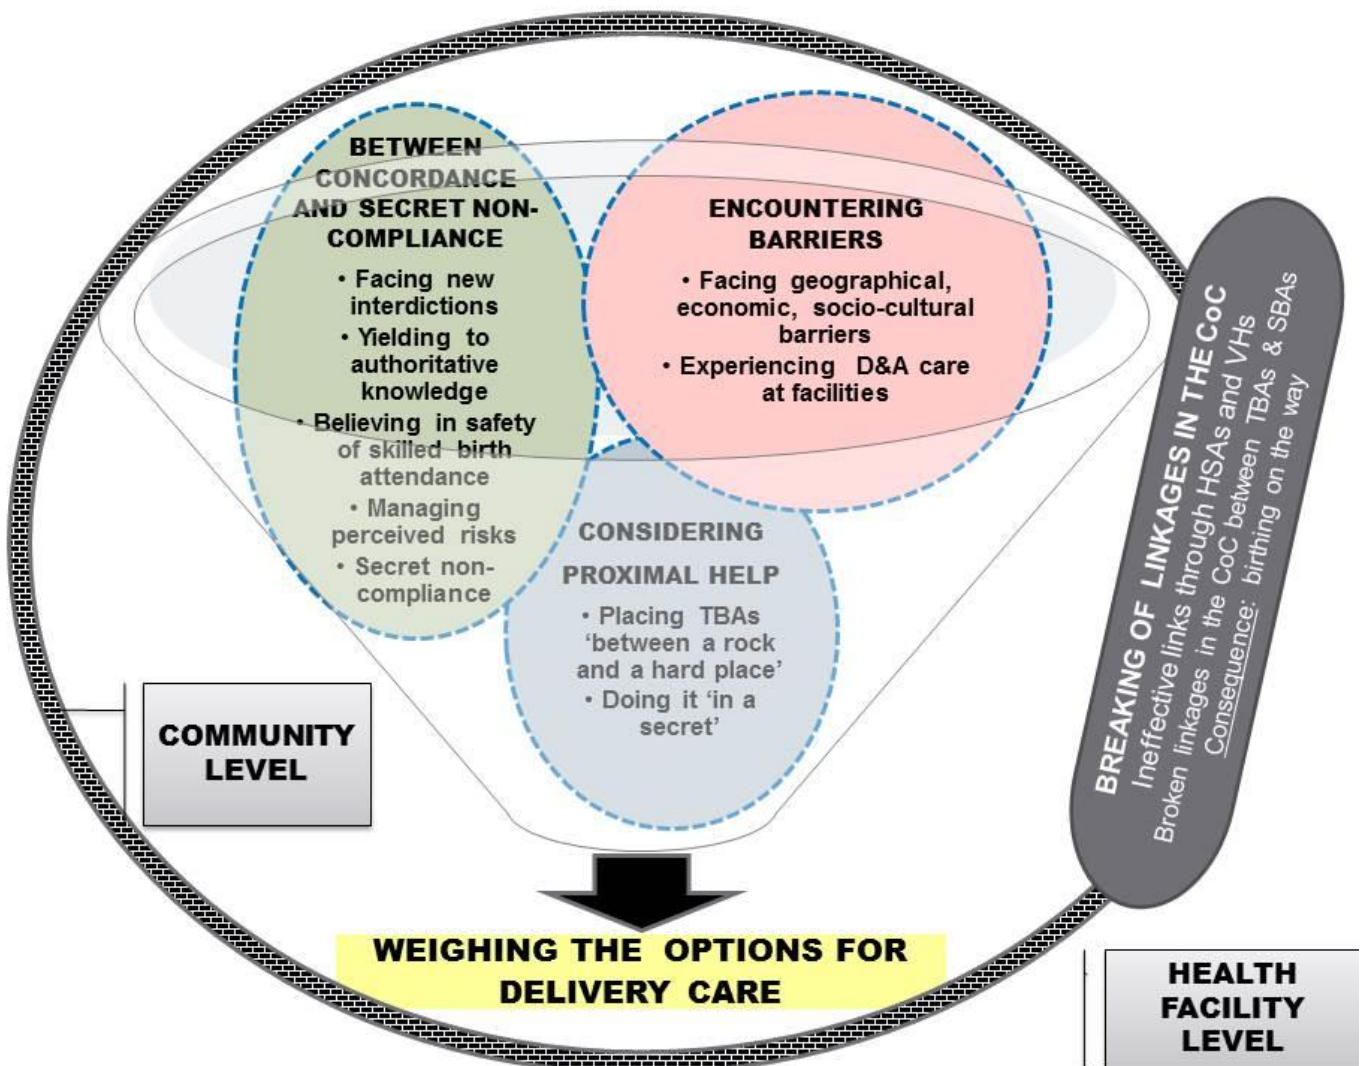 BETWEEN
CONCORDANCE
AND SECRET NON-
COMPLIANCE
• Facing new
interdictions
• Yielding to
authoritative
knowledge
• Believing in safety
of skilled birth
attendance
• Managing
perceived risks
• Secret non-
compliance
ENCOUNTERING
BARRIERS
• Facing geographical,
economic, socio-cultural
barriers
• Experiencing D&A care
at facilities
CONSIDERING
PROXIMAL HELP
• Placing TBAs
‘between a rock
and a hard place’
• Doing it ‘in a
secret’
BREAKING OF LINKAGES IN THE CoC
Ineffective links through HSAs and VHs
Broken linkages in the CoC between TBAs & SBAs
Consequence: birthing on the way
COMMUNITY
LEVEL
WEIGHING THE OPTIONS FOR
DELIVERY CARE
HEALTH
FACILITY
LEVEL